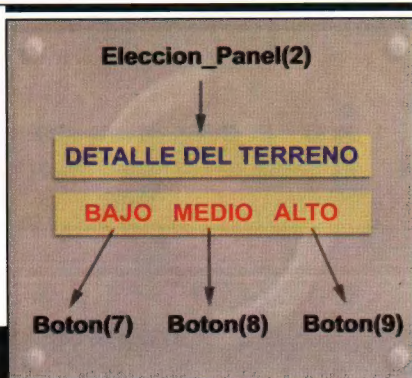 Eleccion_Panel(2)
DETALLE DEL TERRENO
BAJO MEDIO ALTO
Boton(7) Boton(8) Boton(9)